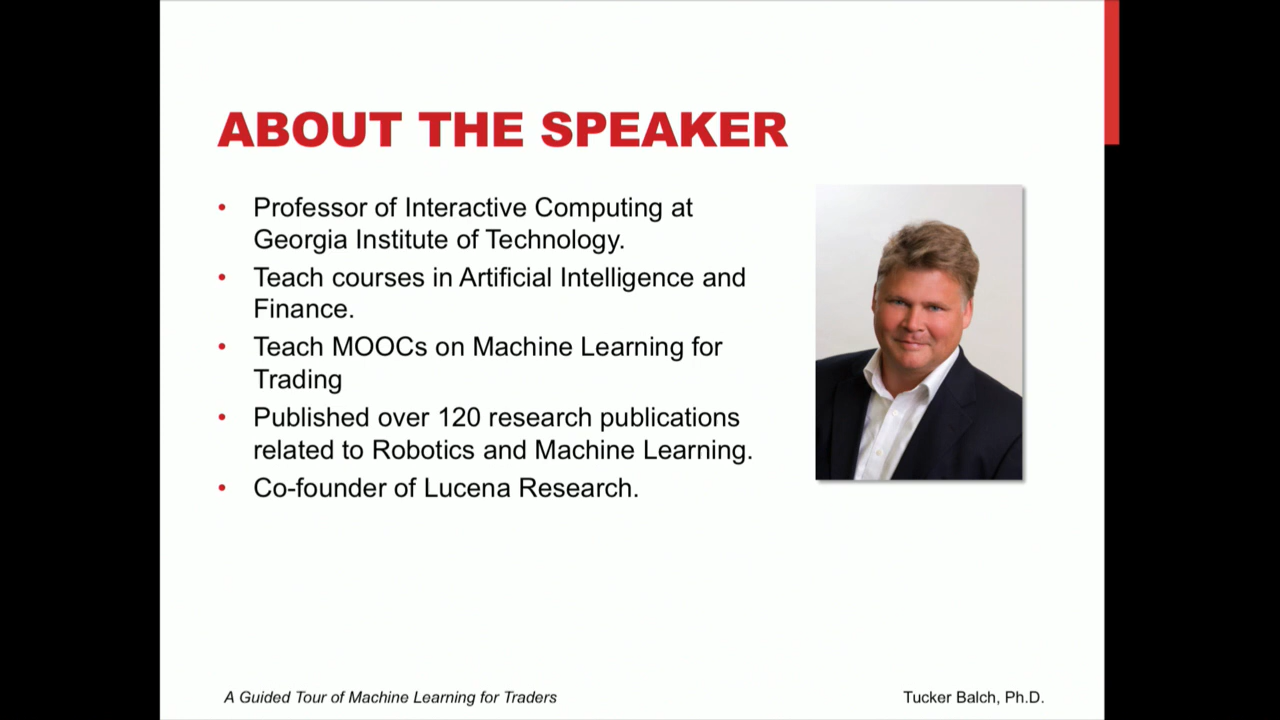 ABOUT THE SPEAKER
• Professor of Interactive Computing at
Georgia Institute of Technology.
• Teach courses in Artificial Intelligence and
Finance.
• Teach MOOCs on Machine Learning for
Trading
• Published over 120 research publications
related to Robotics and Machine Learning.
• Co-founder of Lucena Research.
A Guided Tour of Machine Learning for Traders
Tucker Balch, Ph.D.